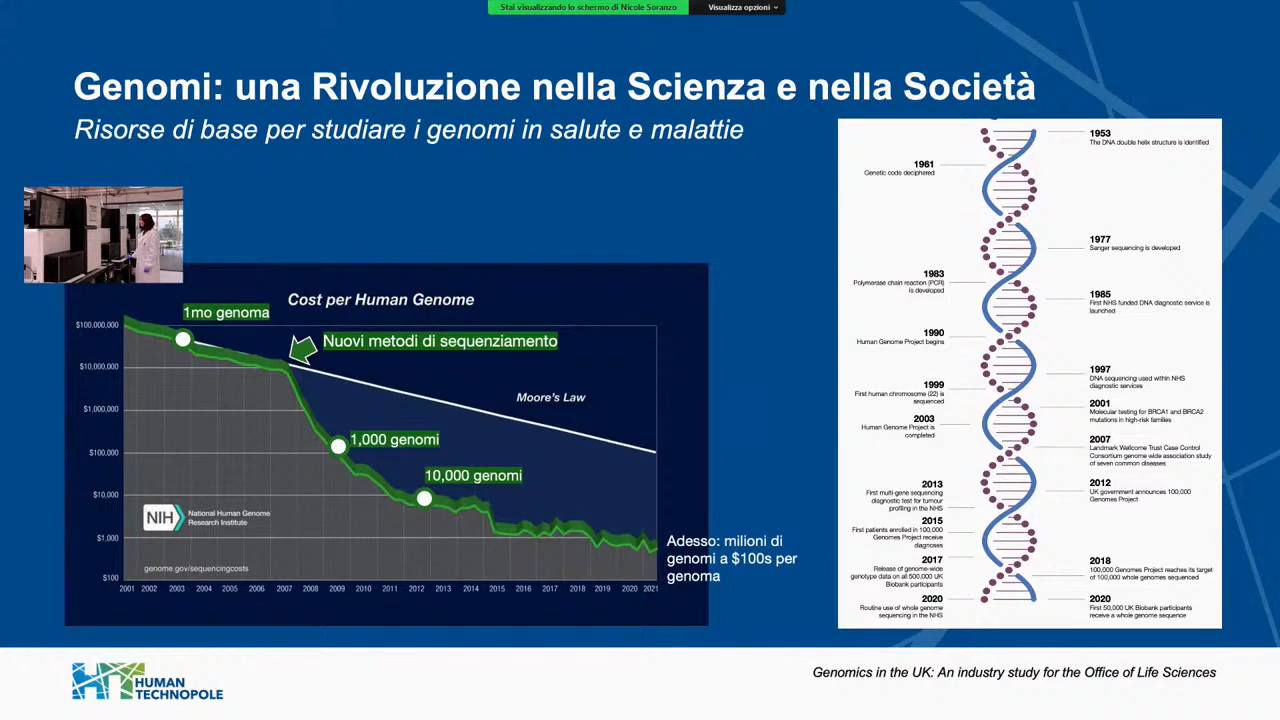 Stai visualizzando lo schermo di Nicole Soranzo
Visualizza opzioni
Genomi: una Rivoluzione nella Scienza e nella Società
Risorse di base per studiare i genomi in salute e malattie
Cost per Human Genome
1mo genoma
Nuovi metodi di sequenziamento
Moore's Law
1,000 genomi
10,000 genomi
$100,000,000
$10,000,000
$1,000,000
$100,000
$10,000
$1,000
$100
NIH
National Human Genome
Research Institute
genome.gov/sequencingcosts
2001 2002 2003 2004 2005 2006 2007 2008 2009 2010 2011 2012 2013 2014 2015 2016 2017 2018 2019 2020 2021
Adesso: milioni di
genomi a $100s per
genoma
1953
The DNA double helix structure is identified
1961
Genetic code deciphered
1977
Sanger sequencing is developed
1983
Polymerase chain reaction (PCR)
is developed
1985
First NHS funded DNA diagnostic service is
launched
1990
Human Genome Project begins
1997
DNA sequencing used within NHS
diagnostic services
1999
First human chromosome (22) is
sequenced
2001
Molecular testing for BRCA1 and BRCA2
mutations in high-risk families
2003
Human Genome Project is
completed
2007
Landmark Wellcome Trust Case Control
Consortium genome wide association study
of seven common diseases
2012
UK government announces 100,000
Genomes Project
2013
First multi-gene sequencing
diagnostic test for tumour
profiling in the NHS
2015
First patients enrolled in 100,000
Genomes Project receive
diagnoses
2017
Release of genome-wide
genotype data on all 500,000 UK
Biobank participants
2018
100,000 Genomes Project reaches its target
of 100,000 whole genomes sequenced
2020
Routine use of whole genome
sequencing in the NHS
2020
First 50,000 UK Biobank participants
receive a whole genome sequence
HT HUMAN
TECHNOPOLE
Genomics in the UK: An industry study for the Office of Life Sciences